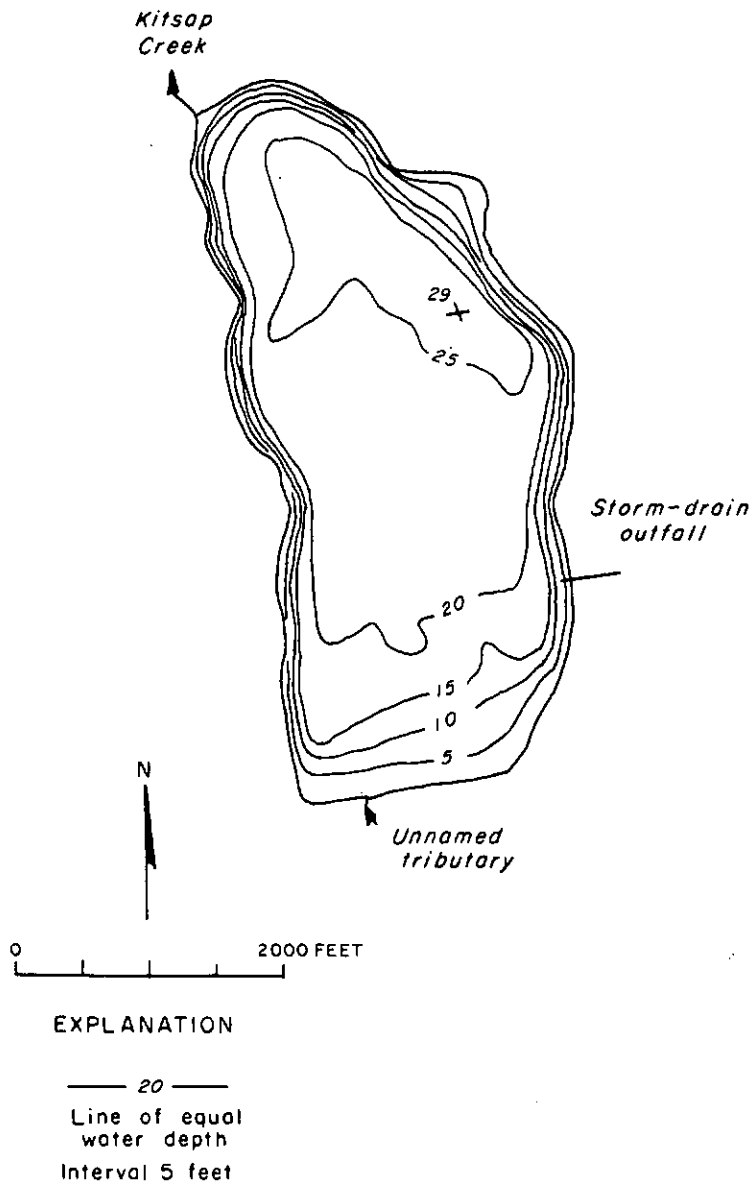 Kitsap
Creek
29
25
Storm-drain
outfall
20
15
10
5
N
Unnamed
tributary
0 2000 FEET
EXPLANATION
20
Line of equal
water depth
Interval 5 feet